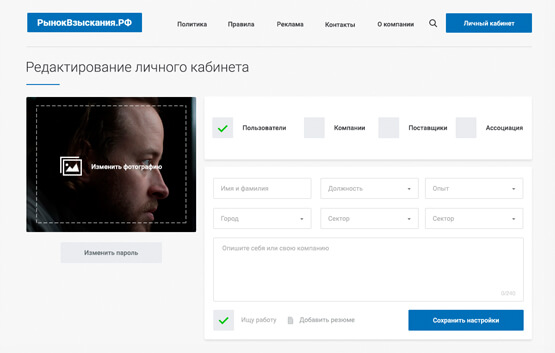 РынокВзыскания.РФ
Политика Правила Реклама Контакты О компании Личный кабинет
Редактирование личного кабинета
Изменить фотографию
Изменить пароль
Пользователи Компании Поставщики Ассоциация
Имя и фамилия Должность Опыт
Город Сектор Сектор
Опишите себя или свою компанию
Ищу работу Добавить резюме Сохранить настройки